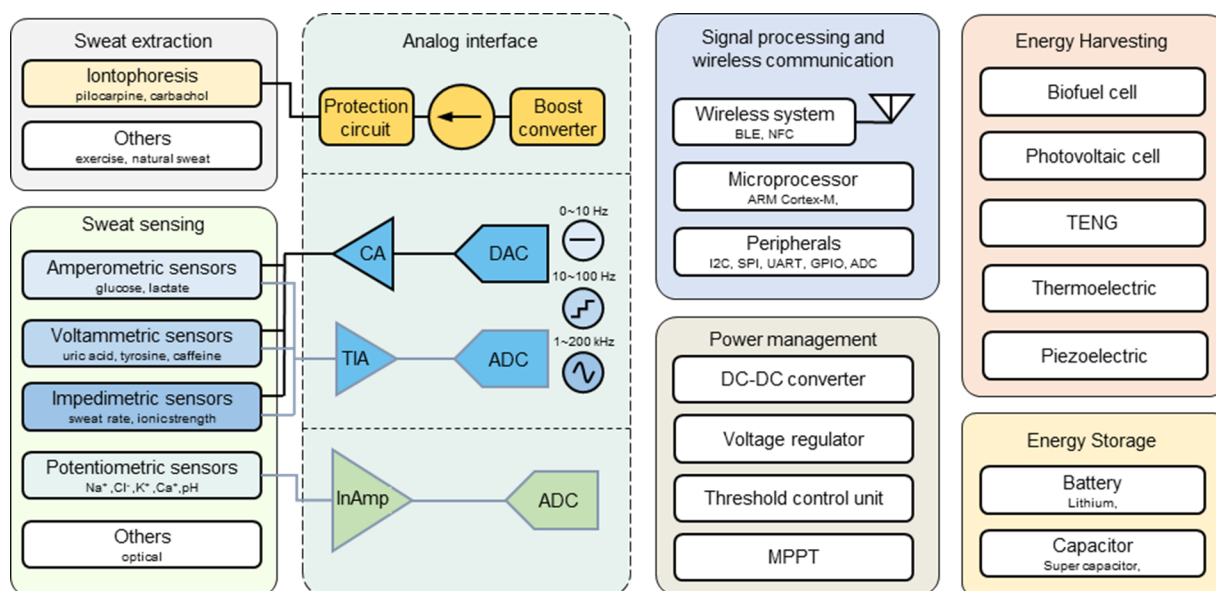 Sweat extraction
Iontophoresis
pilocarpine, carbachol
Others
exercise, natural sweat
Sweat sensing
Amperometric sensors
glucose, lactate
Voltammetric sensors
uric acid, tyrosine, caffeine
Impedimetric sensors
sweat rate, ionicstrength
Potentiometric sensors
Na⁺,Cl⁻,K⁺,Ca⁺,pH
Others
optical
Analog interface
Protection
circuit
Boost
converter
CA
DAC
0~10 Hz
10~100 Hz
TIA
ADC
1~200 kHz
InAmp
ADC
Signal processing and
wireless communication
Wireless system
BLE, NFC
Microprocessor
ARM Cortex-M,
Peripherals
I2C, SPI, UART, GPIO, ADC
Power management
DC-DC converter
Voltage regulator
Threshold control unit
MPPT
Energy Harvesting
Biofuel cell
Photovoltaic cell
TENG
Thermoelectric
Piezoelectric
Energy Storage
Battery
Lithium,
Capacitor
Super capacitor,